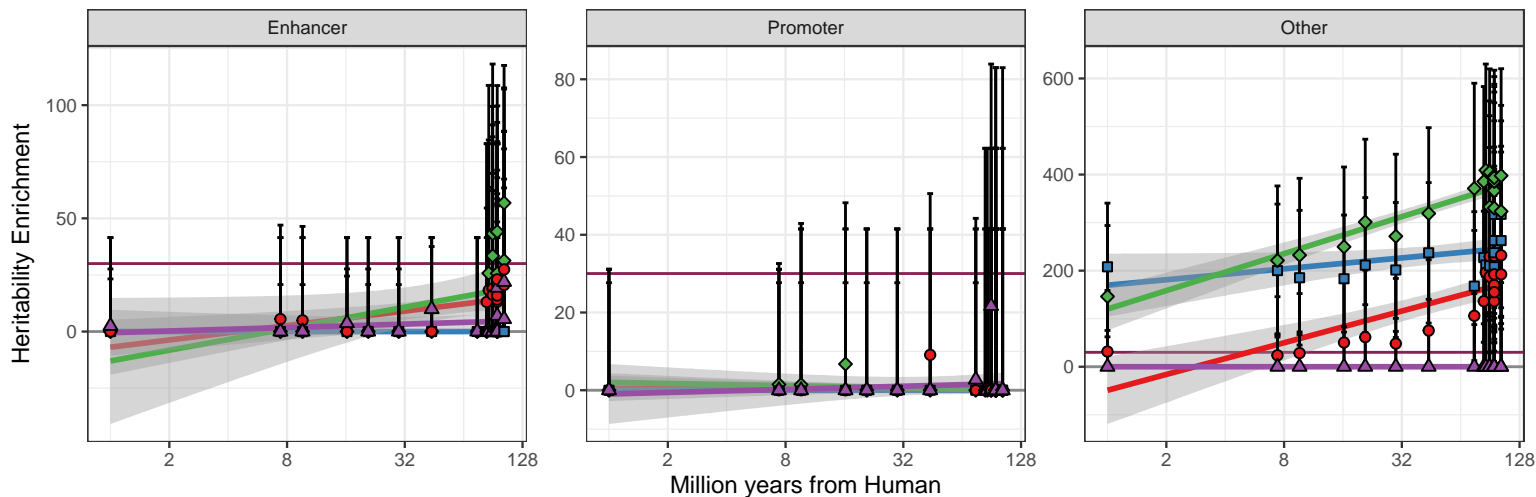 Enhancer
Promoter
Other
Heritability Enrichment
100
50
0
80
60
40
20
0
600
400
200
0
2 8 32 128
2 8 32 128
2 8 32 128
Million years from Human